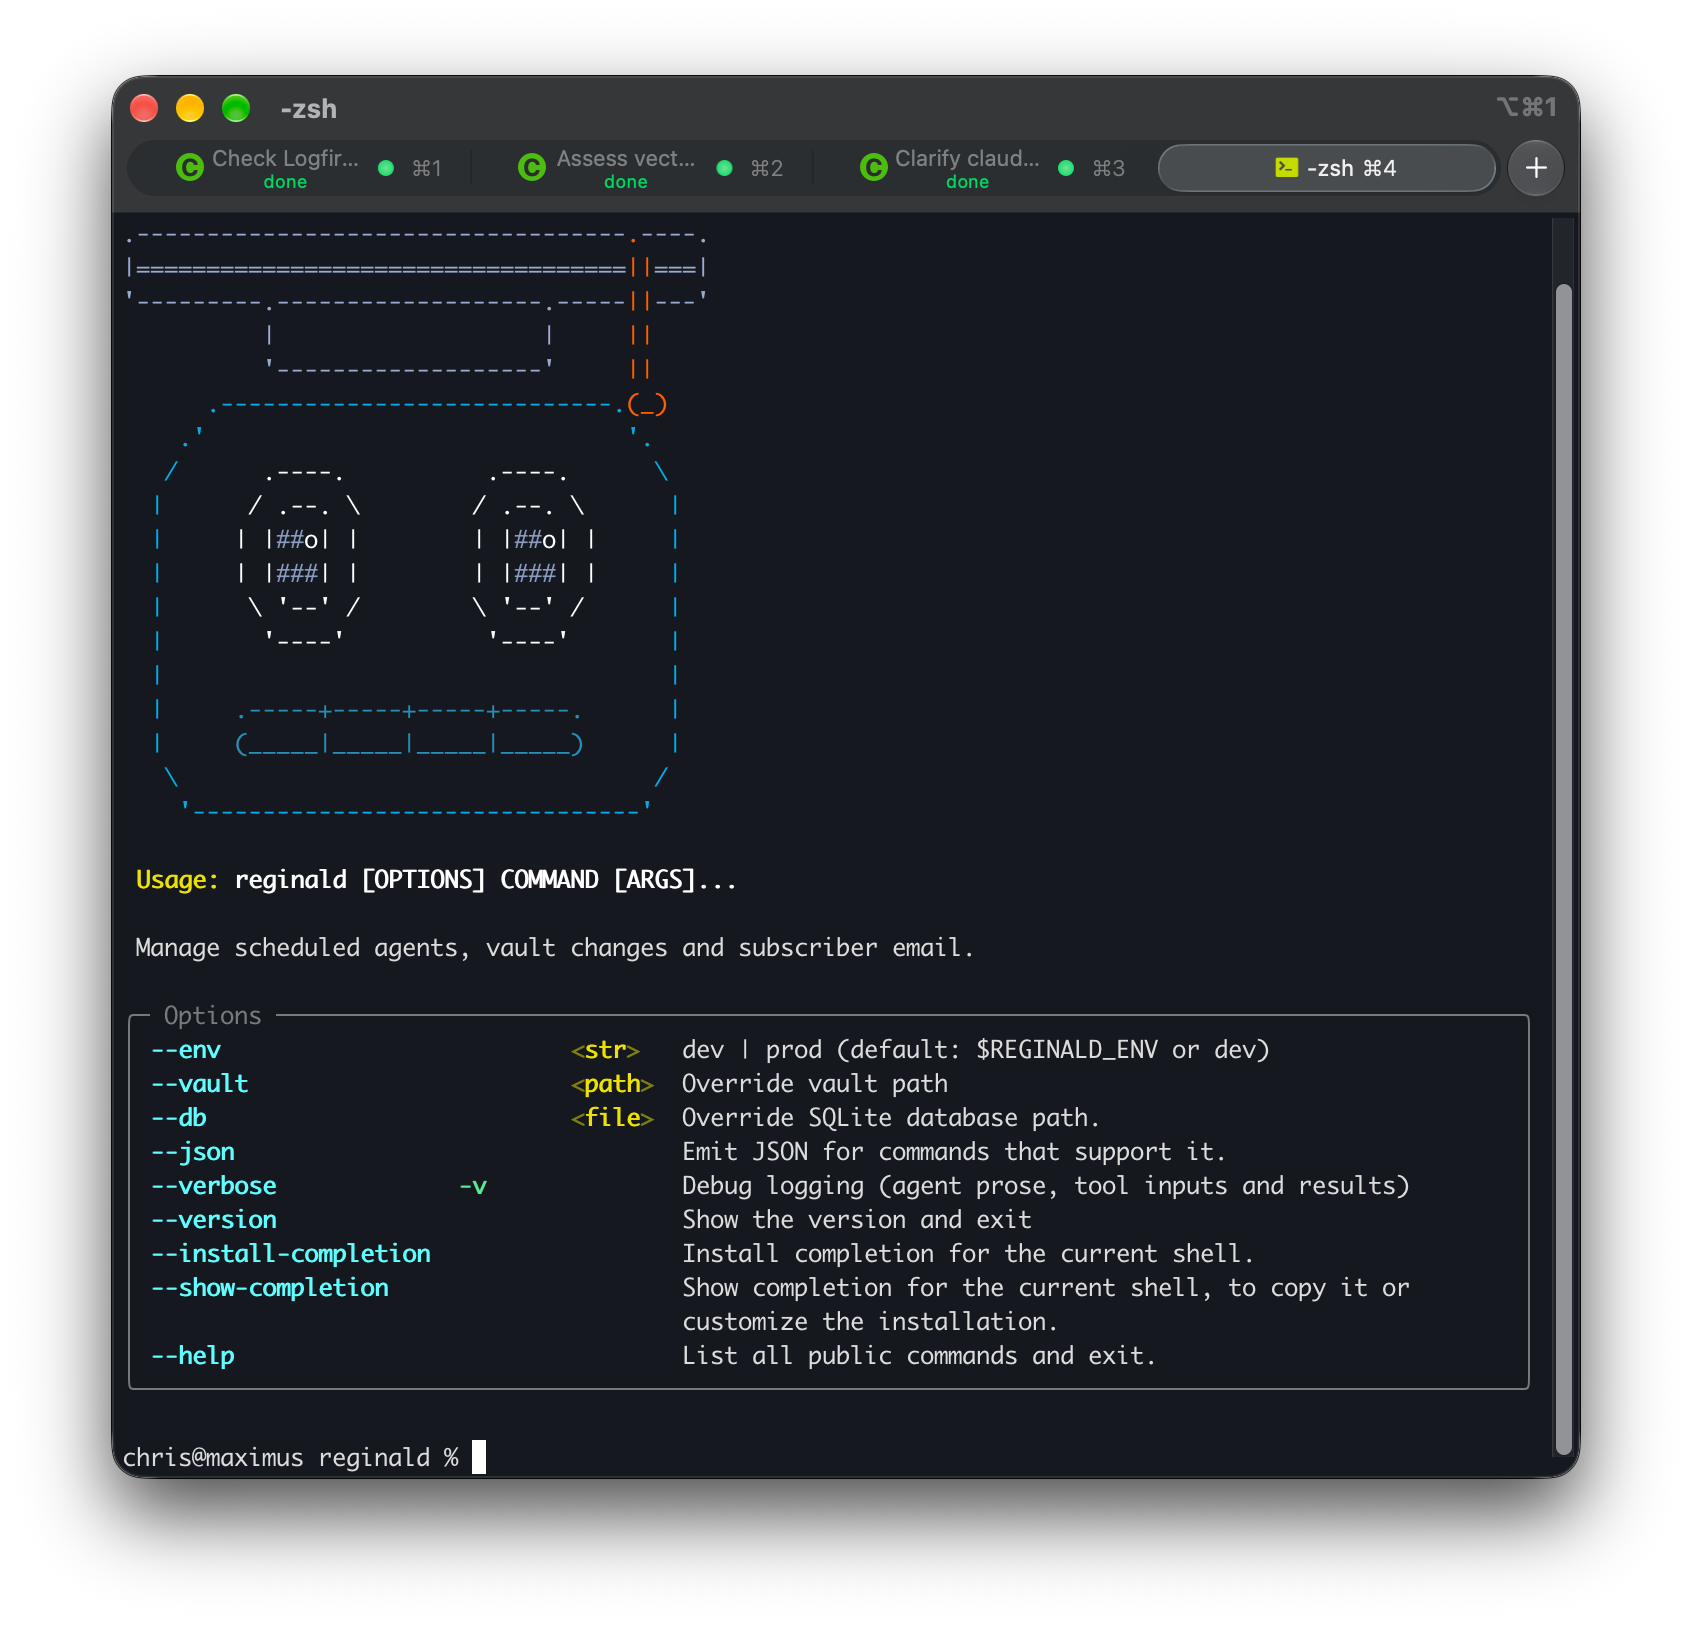 -zsh
⌥⌘1
Check Logfir...
done
⌘1
Assess vect...
done
⌘2
Clarify claud...
done
⌘3
-zsh ⌘4
+
.-----------------------------------.----.
|===================================||===|
'---------.-------------------.-----||---'
          |                   |     ||
          '-------------------'     ||
      .----------------------------.(_)
    .'                              '.
   /      .----.          .----.      \
  |      / .--. \        / .--. \      |
  |     | |##o| |        | |##o| |     |
  |     | |###| |        | |###| |     |
  |      \ '--' /        \ '--' /      |
  |       '----'          '----'       |
  |                                    |
  |     .-----+-----+-----+-----.      |
  |     (_____|_____|_____|_____)      |
   \                                  /
    '--------------------------------'
Usage: reginald [OPTIONS] COMMAND [ARGS]...
Manage scheduled agents, vault changes and subscriber email.
Options
--env <str> dev | prod (default: $REGINALD_ENV or dev)
--vault <path> Override vault path
--db <file> Override SQLite database path.
--json Emit JSON for commands that support it.
--verbose -v Debug logging (agent prose, tool inputs and results)
--version Show the version and exit
--install-completion Install completion for the current shell.
--show-completion Show completion for the current shell, to copy it or
customize the installation.
--help List all public commands and exit.
chris@maximus reginald %